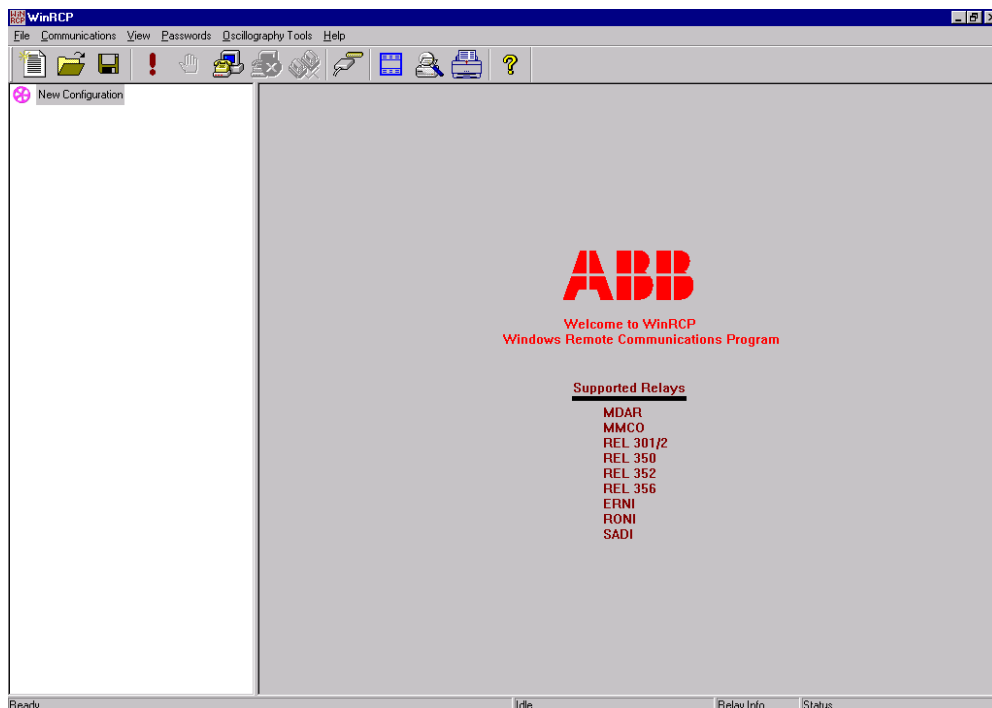 WinRCP
File Communications View Passwords Oscillography Tools Help
New Configuration
ABB
Welcome to WinRCP
Windows Remote Communications Program
Supported Relays
MDAR
MMCO
REL 301/2
REL 350
REL 352
REL 356
ERNI
RONI
SADI
Ready Idle Relay Info Status